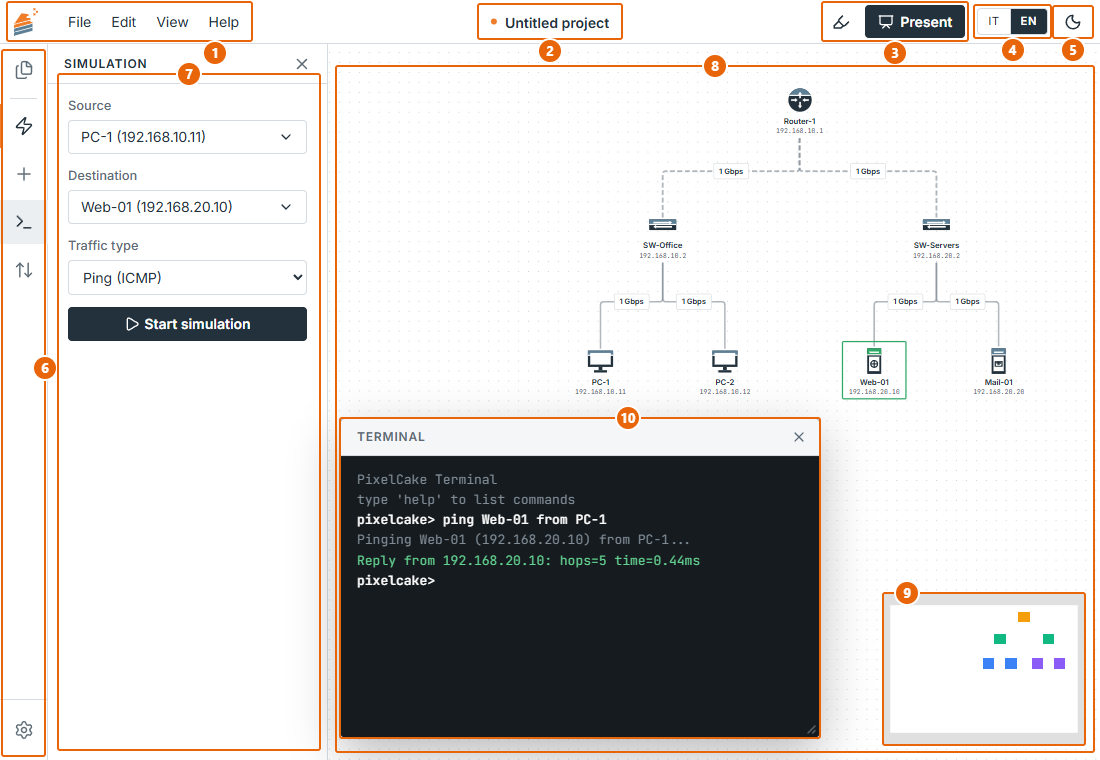 File Edit View Help
1
Untitled project
2
Present
3
IT EN
4
5
6
SIMULATION
7
Source
PC-1 (192.168.10.11)
Destination
Web-01 (192.168.20.10)
Traffic type
Ping (ICMP)
Start simulation
8
Router-1
192.168.10.1
1 Gbps 1 Gbps
SW-Office SW-Servers
192.168.10.2 192.168.20.2
1 Gbps 1 Gbps 1 Gbps 1 Gbps
PC-1 PC-2 Web-01 Mail-01
192.168.10.11 192.168.10.12 192.168.20.10 192.168.20.20
10
TERMINAL
PixelCake Terminal
type 'help' to list commands
pixelcake> ping Web-01 from PC-1
Pinging Web-01 (192.168.20.10) from PC-1...
Reply from 192.168.20.10: hops=5 time=0.44ms
pixelcake>
9